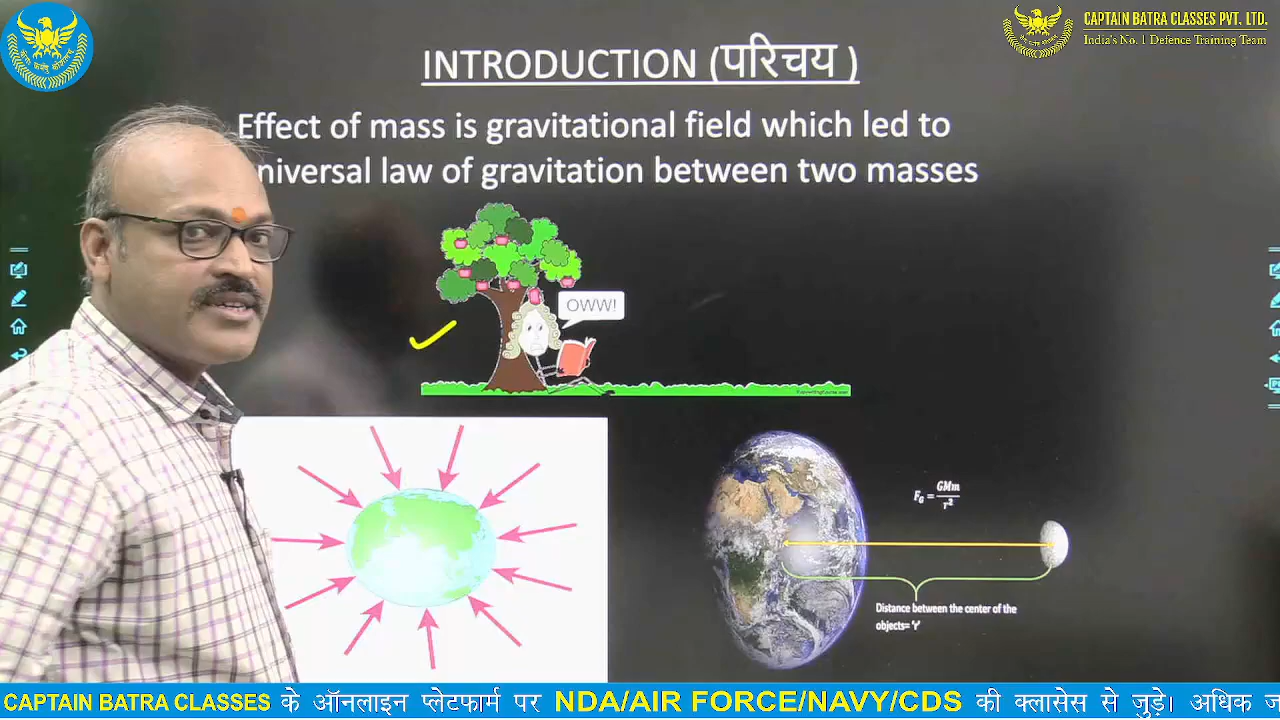 CAPTAIN BATRA CLASSES PVT. LTD.
India's No. 1 Defence Training Team
INTRODUCTION (परिचय )
Effect of mass is gravitational field which led to
niversal law of gravitation between two masses
OWW!
F_G = GMm
r²
Distance between the center of the
objects= 'r'
CAPTAIN BATRA CLASSES के ऑनलाइन प्लेटफार्म पर NDA/AIR FORCE/NAVY/CDS की क्लासेस से जुड़े। अधिक ज